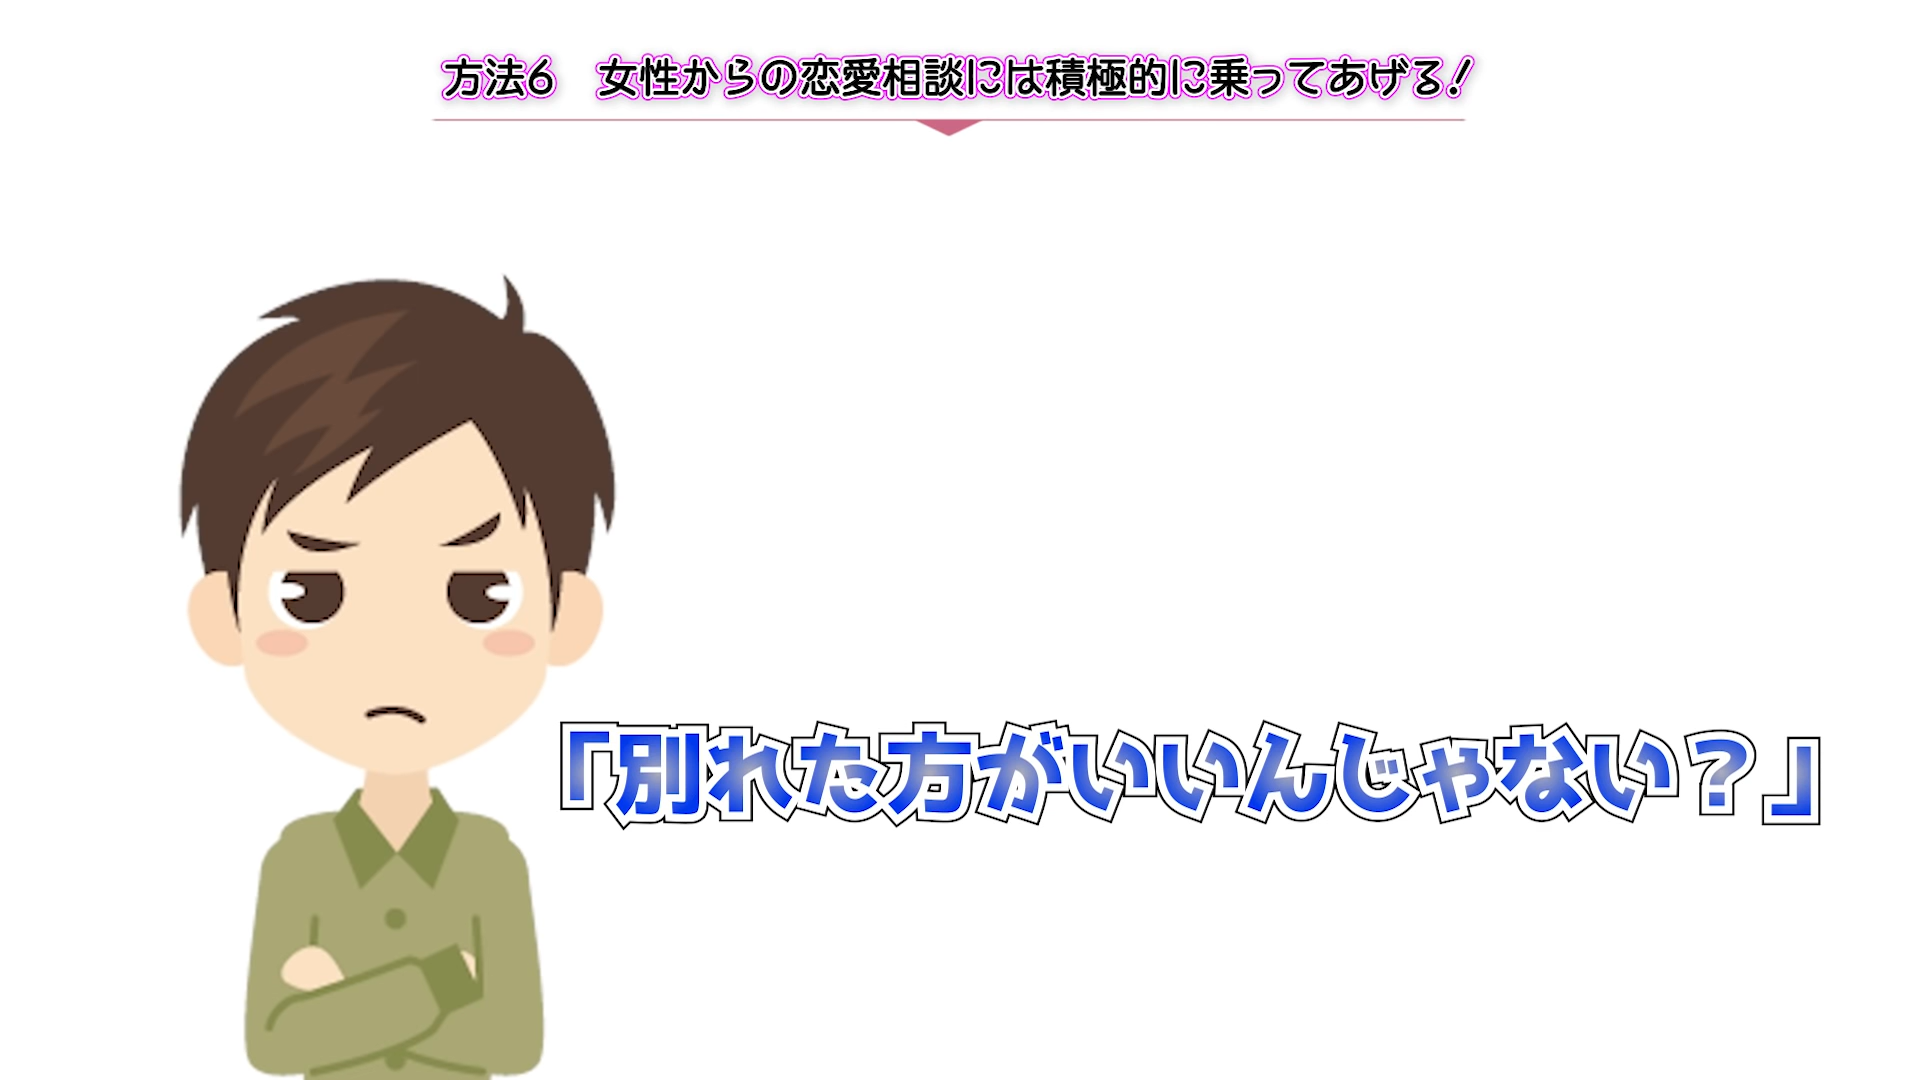 方法6　女性からの恋愛相談には積極的に乗ってあげる！
「別れた方がいいんじゃない？」